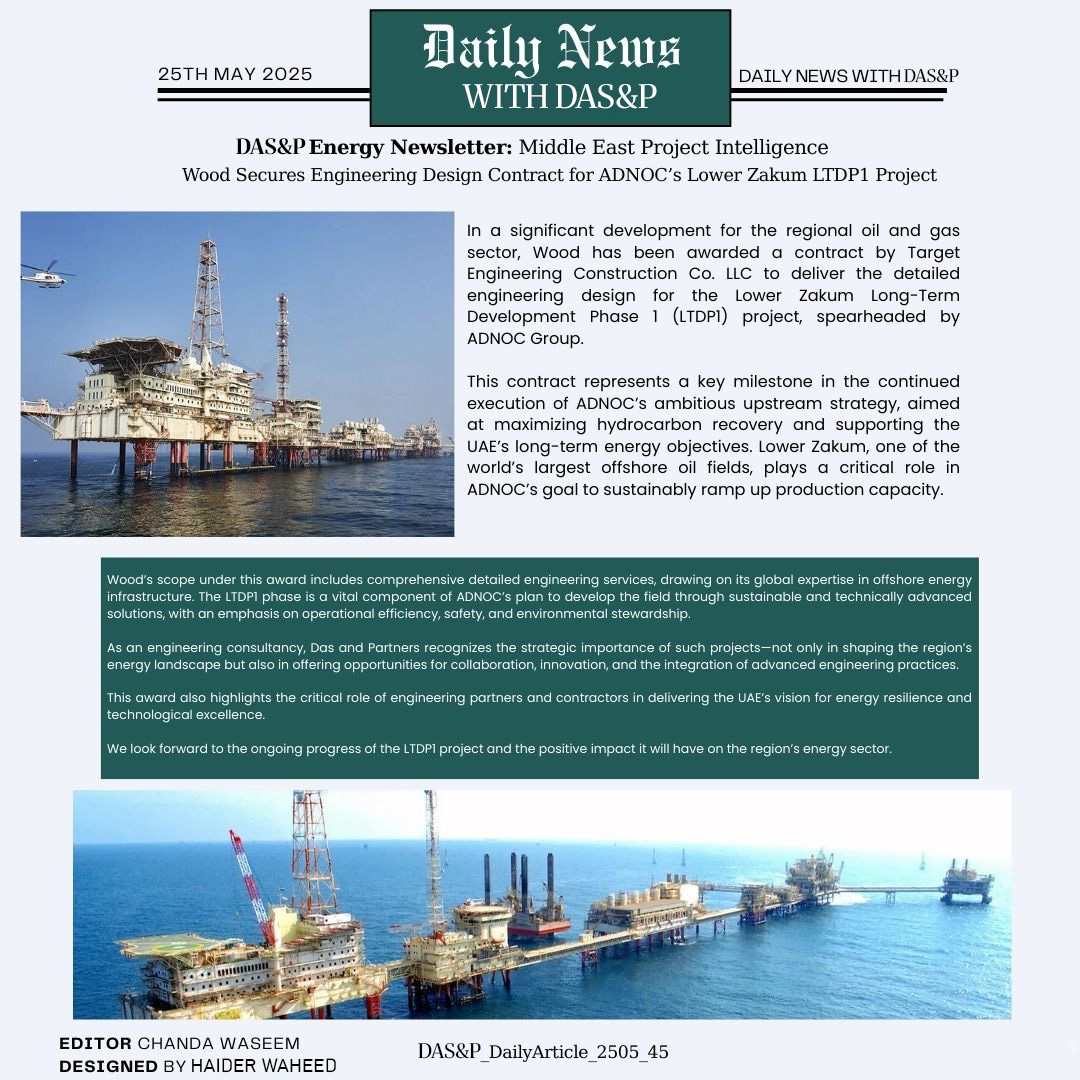 25TH MAY 2025
Daily News
WITH DAS&P
DAILY NEWS WITH DAS&P
DAS&P Energy Newsletter: Middle East Project Intelligence
Wood Secures Engineering Design Contract for ADNOC’s Lower Zakum LTDP1 Project
In a significant development for the regional oil and gas
sector, Wood has been awarded a contract by Target
Engineering Construction Co. LLC to deliver the detailed
engineering design for the Lower Zakum Long-Term
Development Phase 1 (LTDP1) project, spearheaded by
ADNOC Group.
This contract represents a key milestone in the continued
execution of ADNOC’s ambitious upstream strategy, aimed
at maximizing hydrocarbon recovery and supporting the
UAE’s long-term energy objectives. Lower Zakum, one of the
world’s largest offshore oil fields, plays a critical role in
ADNOC’s goal to sustainably ramp up production capacity.
Wood’s scope under this award includes comprehensive detailed engineering services, drawing on its global expertise in offshore energy
infrastructure. The LTDP1 phase is a vital component of ADNOC’s plan to develop the field through sustainable and technically advanced
solutions, with an emphasis on operational efficiency, safety, and environmental stewardship.
As an engineering consultancy, Das and Partners recognizes the strategic importance of such projects—not only in shaping the region’s
energy landscape but also in offering opportunities for collaboration, innovation, and the integration of advanced engineering practices.
This award also highlights the critical role of engineering partners and contractors in delivering the UAE’s vision for energy resilience and
technological excellence.
We look forward to the ongoing progress of the LTDP1 project and the positive impact it will have on the region’s energy sector.
EDITOR CHANDA WASEEM
DESIGNED BY HAIDER WAHEED
DAS&P_DailyArticle_2505_45